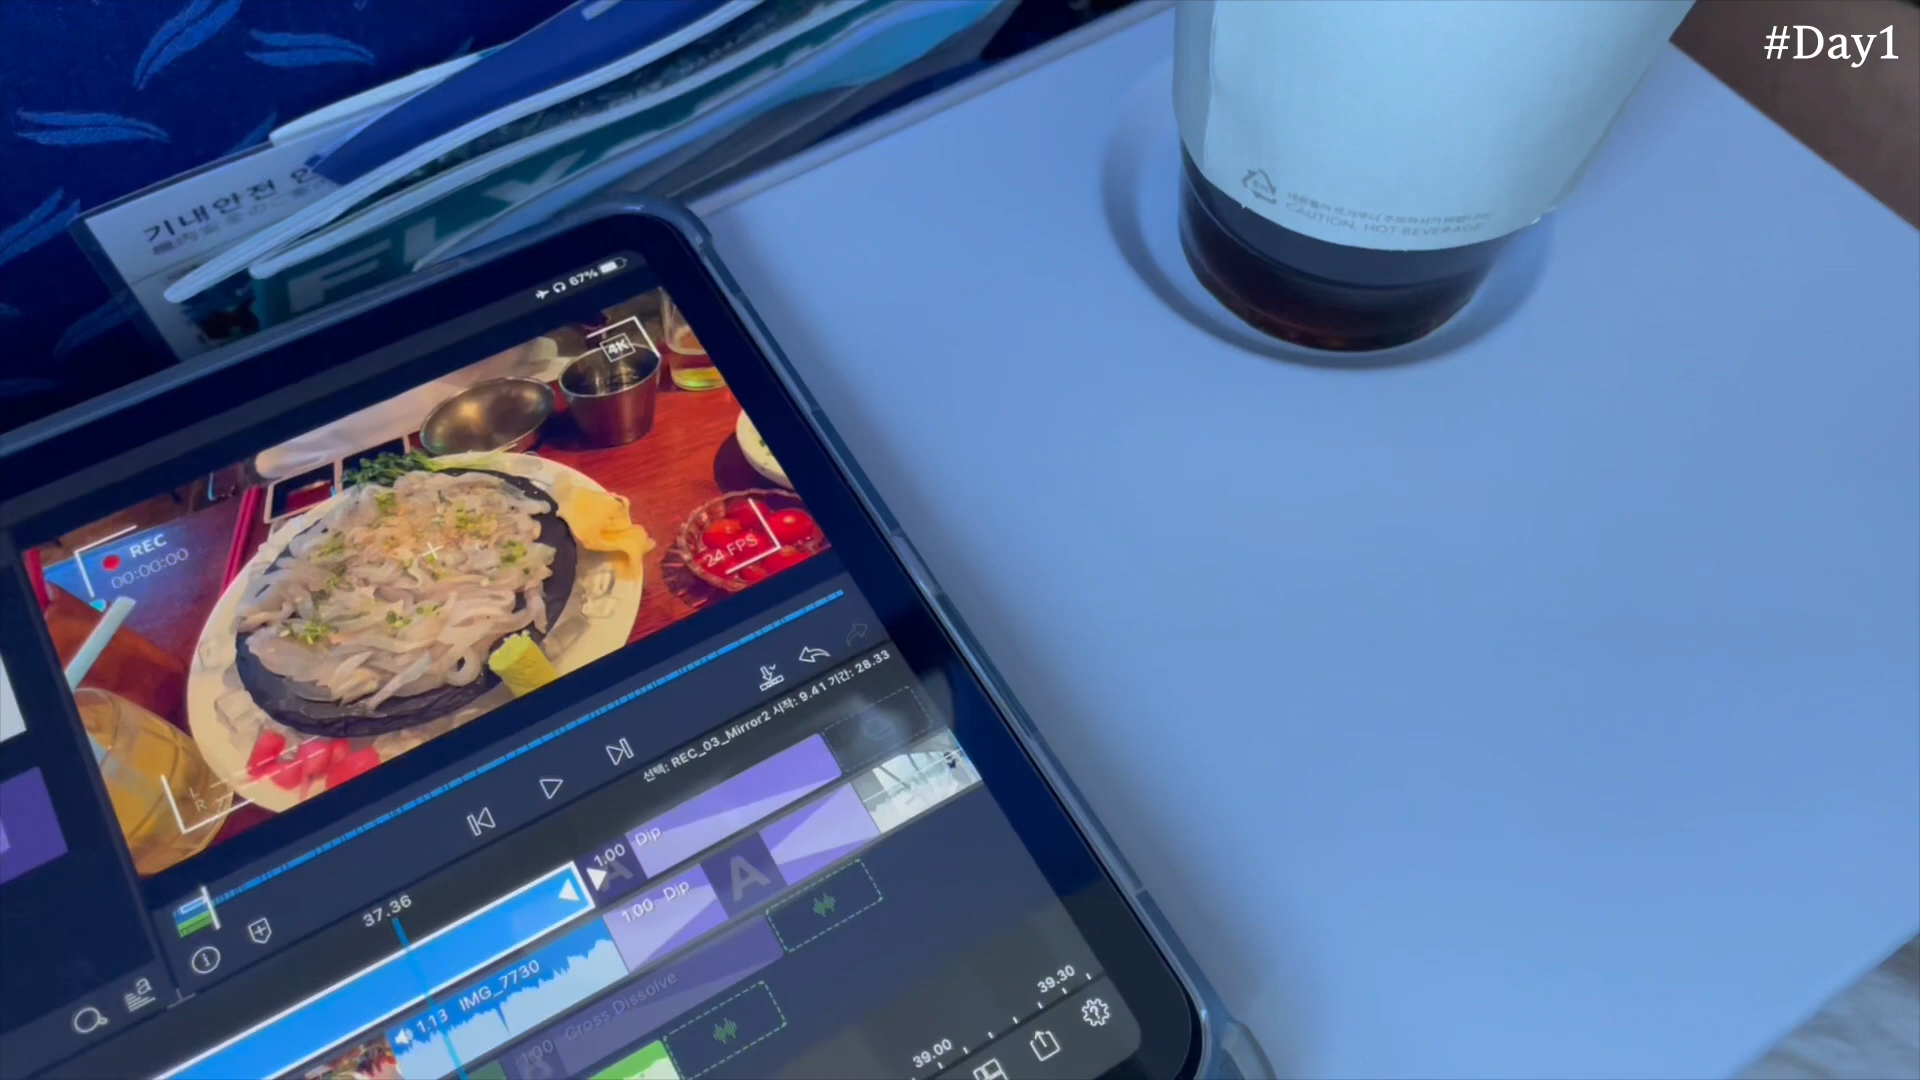 #Day1
기내안전
FLY
CAUTION, HOT BEVERAGE
67%
4K
REC
00:00:00
24 FPS
L
R
선택: REC_03_Mirror2 시작: 9.41 기간: 28.33
37.36
1.00 Dip
A
1.00 Dip
A
1.13 IMG_7730
1.00 Cross Dissolve
39.00
39.30